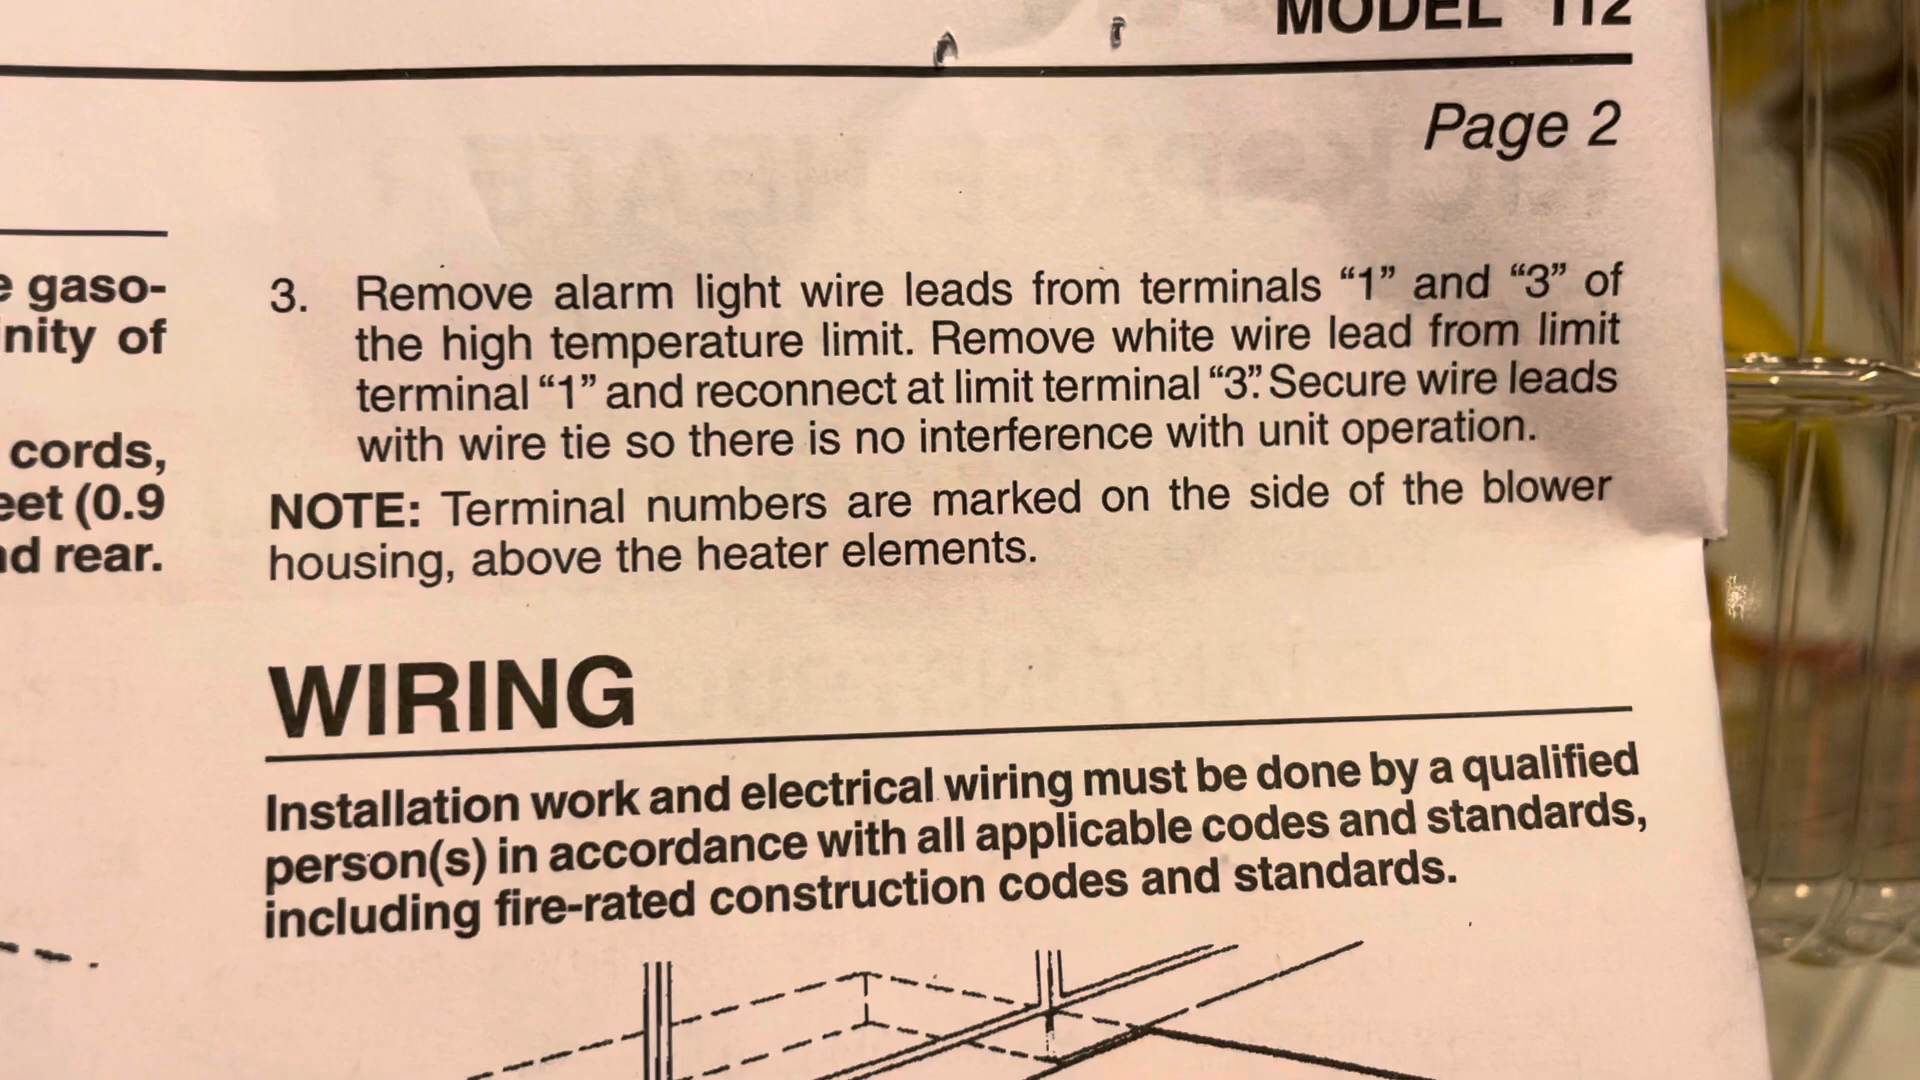 MODEL 112
Page 2
gaso-
nity of
cords,
eet (0.9
d rear.
3. Remove alarm light wire leads from terminals “1” and “3” of
the high temperature limit. Remove white wire lead from limit
terminal “1” and reconnect at limit terminal “3”. Secure wire leads
with wire tie so there is no interference with unit operation.
NOTE: Terminal numbers are marked on the side of the blower
housing, above the heater elements.
WIRING
Installation work and electrical wiring must be done by a qualified
person(s) in accordance with all applicable codes and standards,
including fire-rated construction codes and standards.